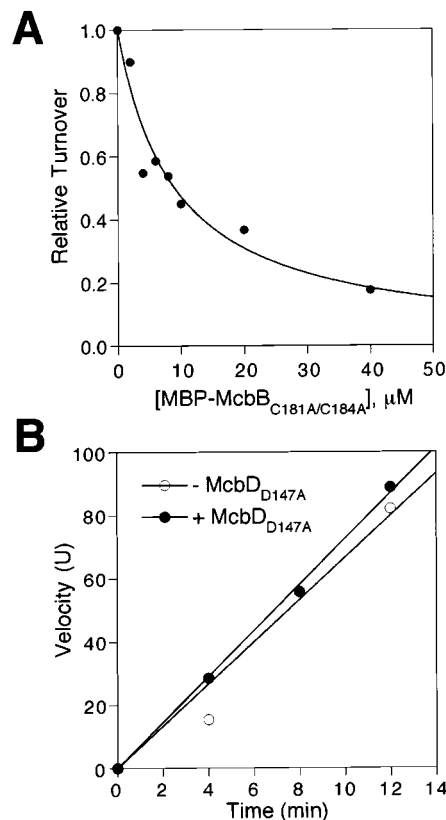 A
1.0
0.8
0.6
0.4
0.2
0.0
Relative Turnover
0 10 20 30 40 50
[MBP-McbB C181A/C184A], μM
B
100
80
60
40
20
0
Velocity (U)
- McbD D147A
+ McbD D147A
0 2 4 6 8 10 12 14
Time (min)